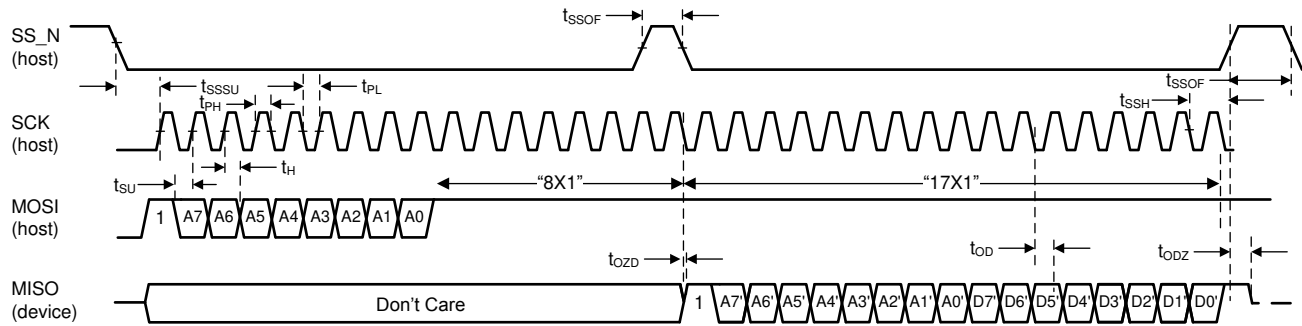 SS_N
(host)
tSSOF
tSSSU
tPH
tPL
tSSOF
tSSH
SCK
(host)
tSU
tH
“8X1”
“17X1”
MOSI
(host)
1 A7 A6 A5 A4 A3 A2 A1 A0
tOZD
tOD
tODZ
MISO
(device)
Don’t Care
1 A7' A6' A5' A4' A3' A2' A1' A0' D7' D6' D5' D4' D3' D2' D1' D0'